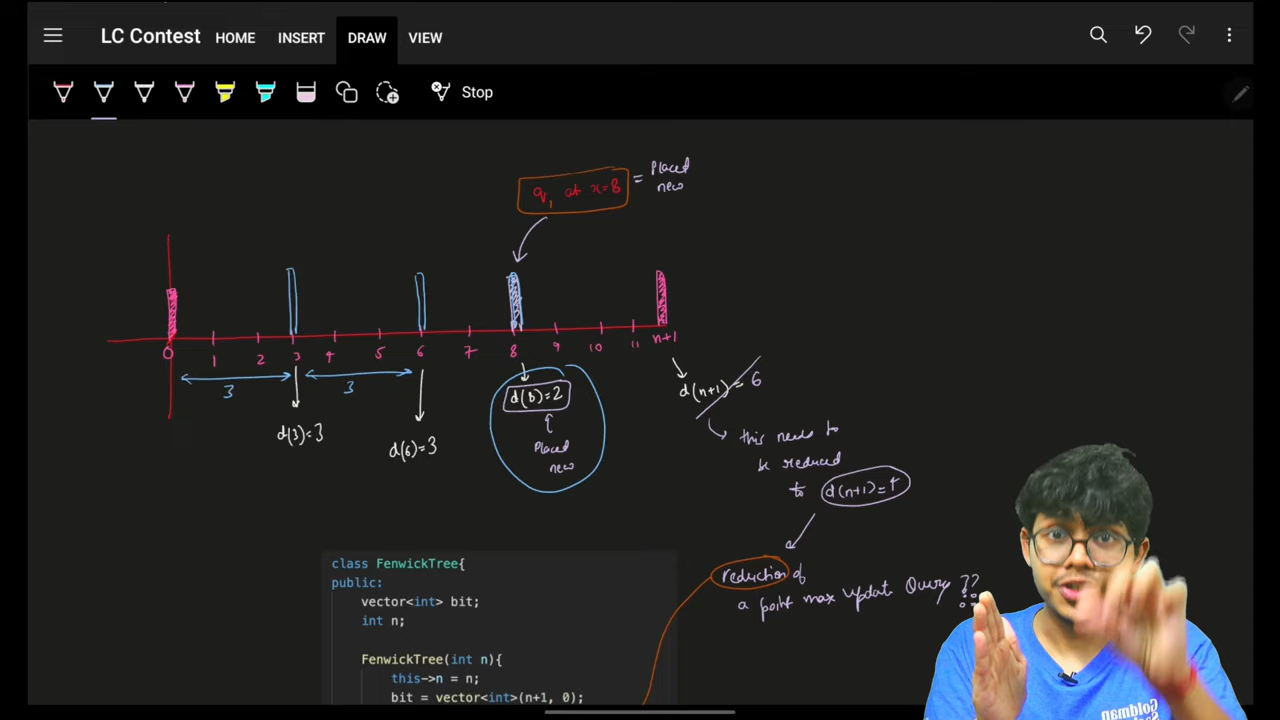 LC Contest HOME INSERT DRAW VIEW
Stop
q1 at x=8 = Placed new
0 1 2 3 4 5 6 7 8 9 10 11 n+1
3 3
d(3)=3
d(6)=3
d(8)=2
Placed
new
d(n+1) = 6
this needs to
be reduced
to d(n+1)=4
reduction of
a point max update Query ??
class FenwickTree{
public:
vector<int> bit;
int n;
FenwickTree(int n){
this->n = n;
bit = vector<int>(n+1, 0);
Goldman